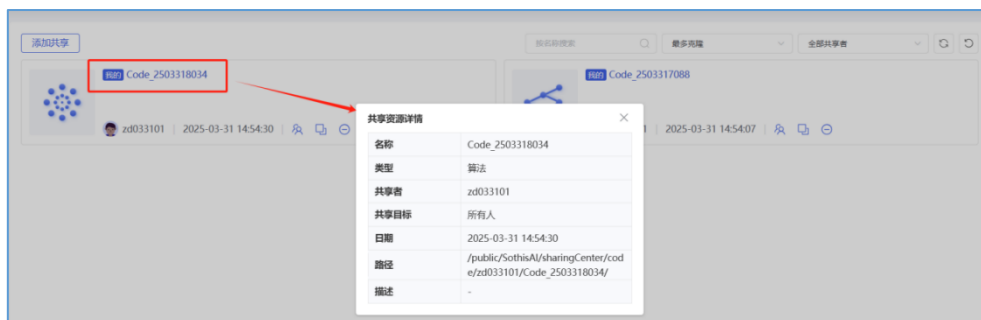 添加共享
按名称搜索
最多克隆
全部共享者
我的 Code_2503318034
我的 Code_2503317088
zd033101 | 2025-03-31 14:54:30
1 | 2025-03-31 14:54:07
共享资源详情
名称 Code_2503318034
类型 算法
共享者 zd033101
共享目标 所有人
日期 2025-03-31 14:54:30
路径 /public/SothisAI/sharingCenter/cod
e/zd033101/Code_2503318034/
描述 -